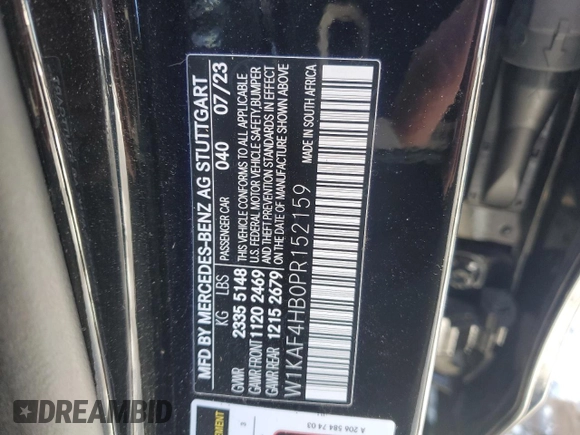 MFD BY MERCEDES-BENZ AG STUTTGART
PASSENGER CAR 040 07/23
KG LBS
GVWR 2335 5148
GAWR FRONT 1120 2469
GAWR REAR 1215 2679
THIS VEHICLE CONFORMS TO ALL APPLICABLE
U.S. FEDERAL MOTOR VEHICLE SAFETY, BUMPER
AND THEFT PREVENTION STANDARDS IN EFFECT
ON THE DATE OF MANUFACTURE SHOWN ABOVE
MADE IN SOUTH AFRICA
W1KAF4HB0PR152159
A 206 584 74 03
3
DREAMBID